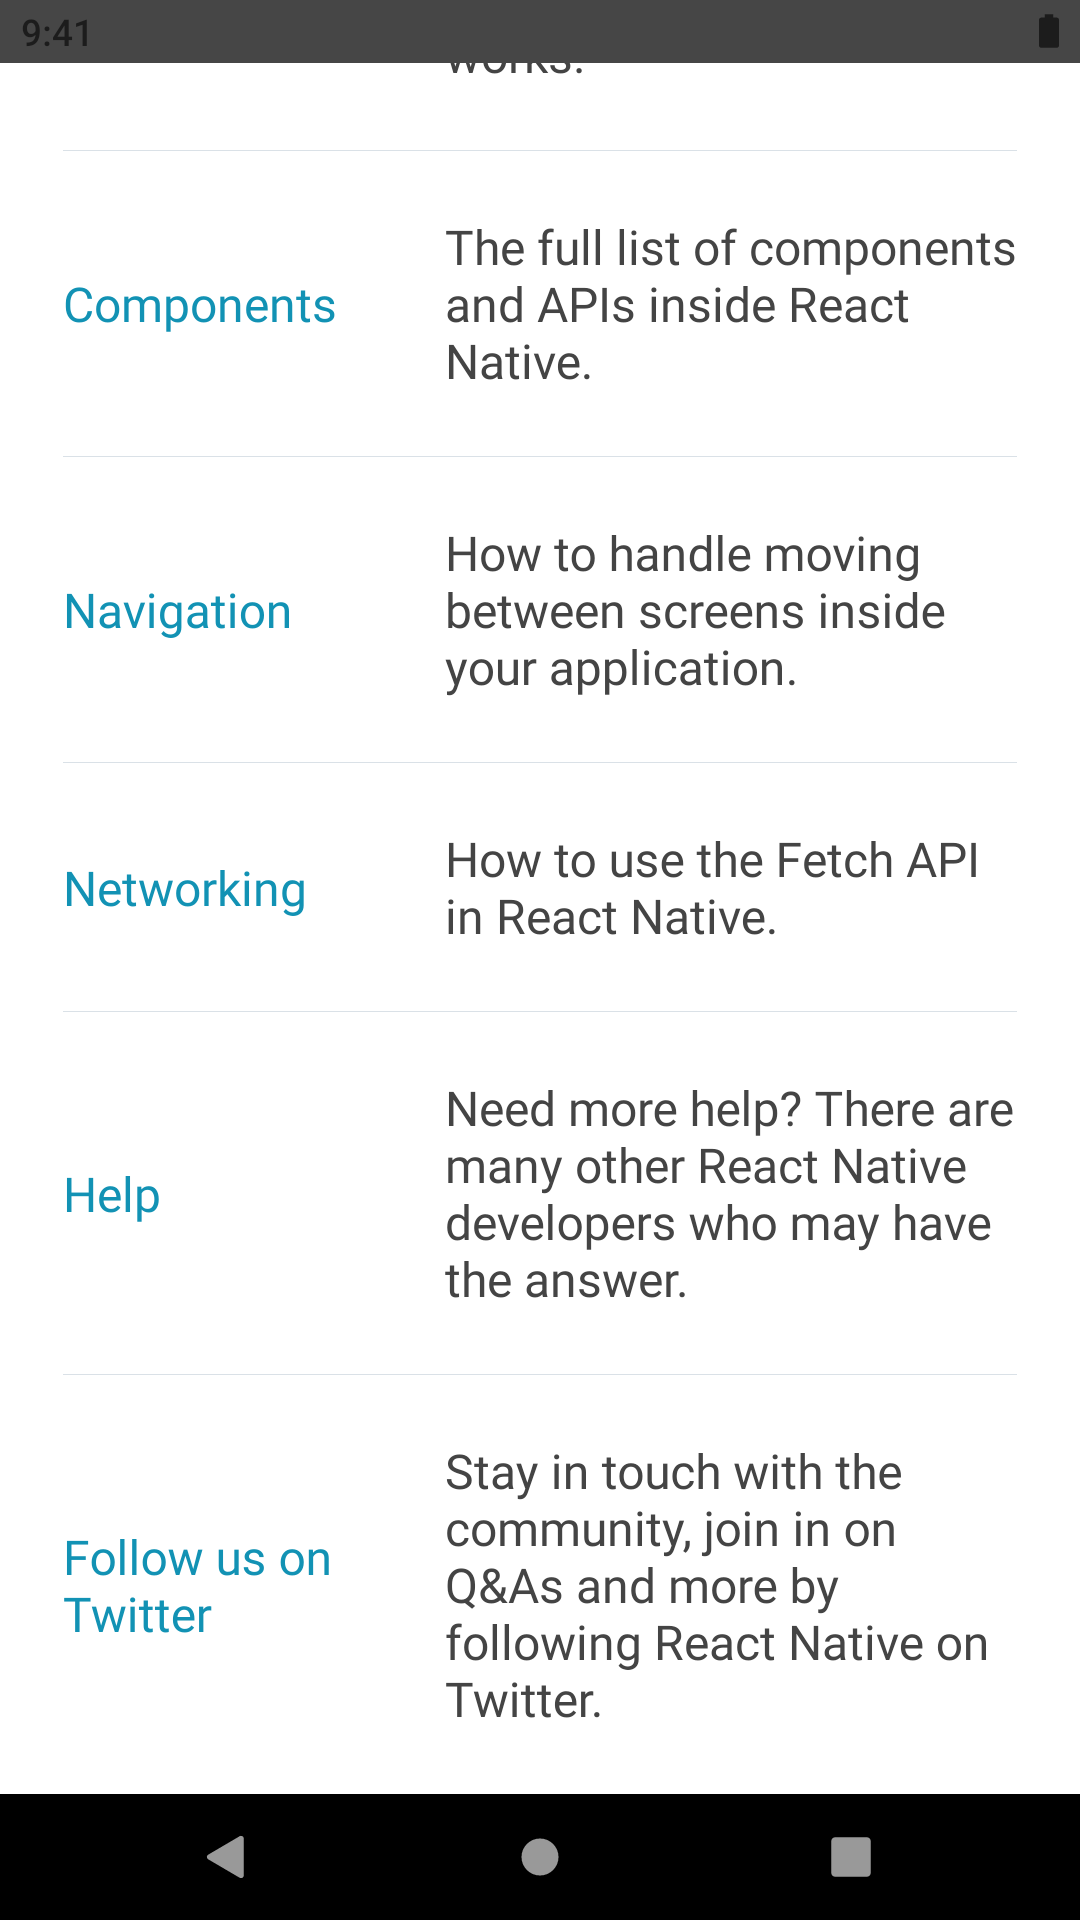 9:41
works.
Components
The full list of components
and APIs inside React
Native.
Navigation
How to handle moving
between screens inside
your application.
Networking
How to use the Fetch API
in React Native.
Help
Need more help? There are
many other React Native
developers who may have
the answer.
Follow us on
Twitter
Stay in touch with the
community, join in on
Q&As and more by
following React Native on
Twitter.